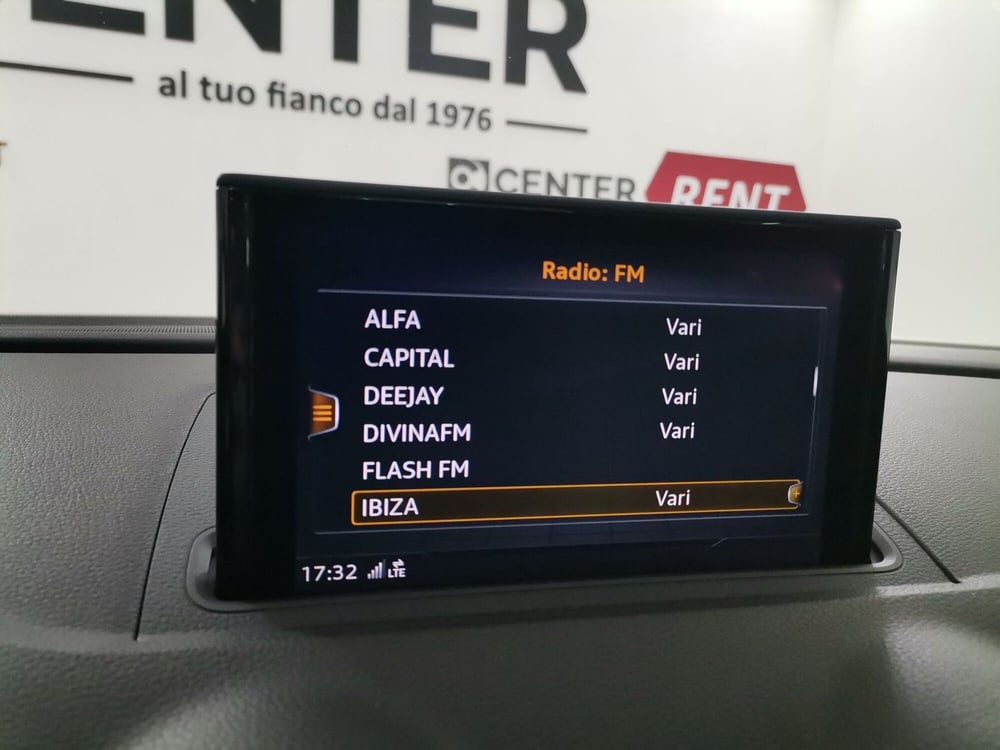 ENTER
al tuo fianco dal 1976
CENTER RENT
Radio: FM
ALFA Vari
CAPITAL Vari
DEEJAY Vari
DIVINAFM Vari
FLASH FM
IBIZA Vari
17:32 LTE